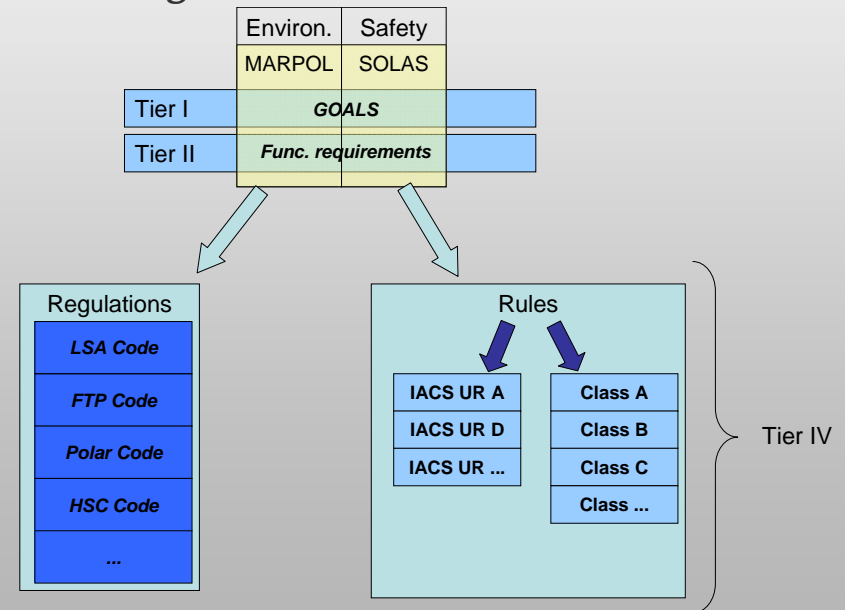 Environ. Safety
MARPOL SOLAS
Tier I GOALS
Tier II Func. requirements
Regulations
LSA Code
FTP Code
Polar Code
HSC Code
...
Rules
IACS UR A
IACS UR D
IACS UR ...
Class A
Class B
Class C
Class ...
Tier IV